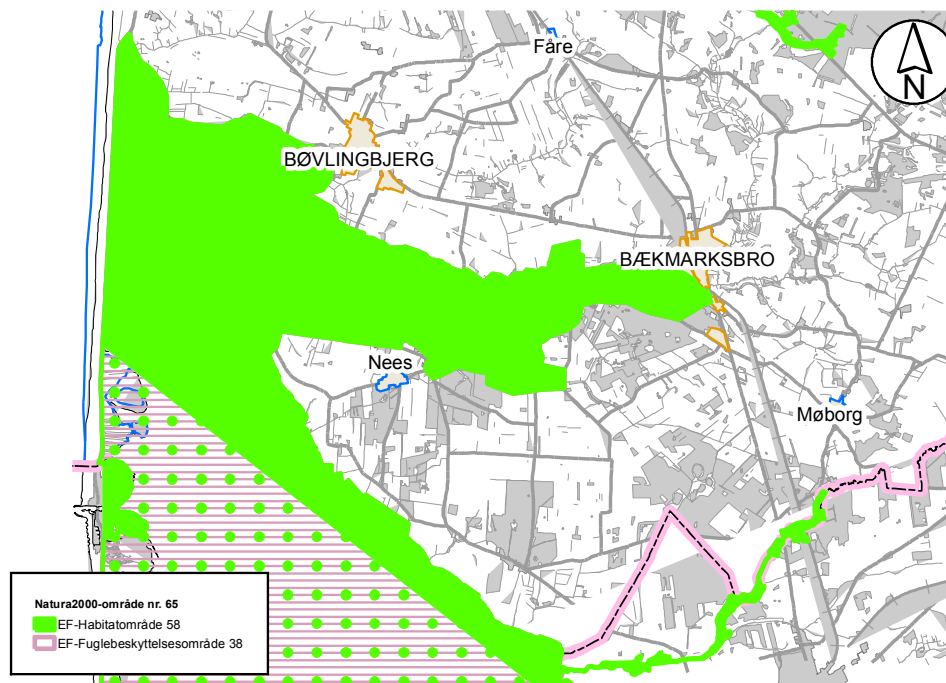 Fåre
N
BØVLINGBJERG
BÆKMARKSBRO
Nees
Møborg
Natura2000-område nr. 65
EF-Habitatområde 58
EF-Fuglebeskyttelsesområde 38